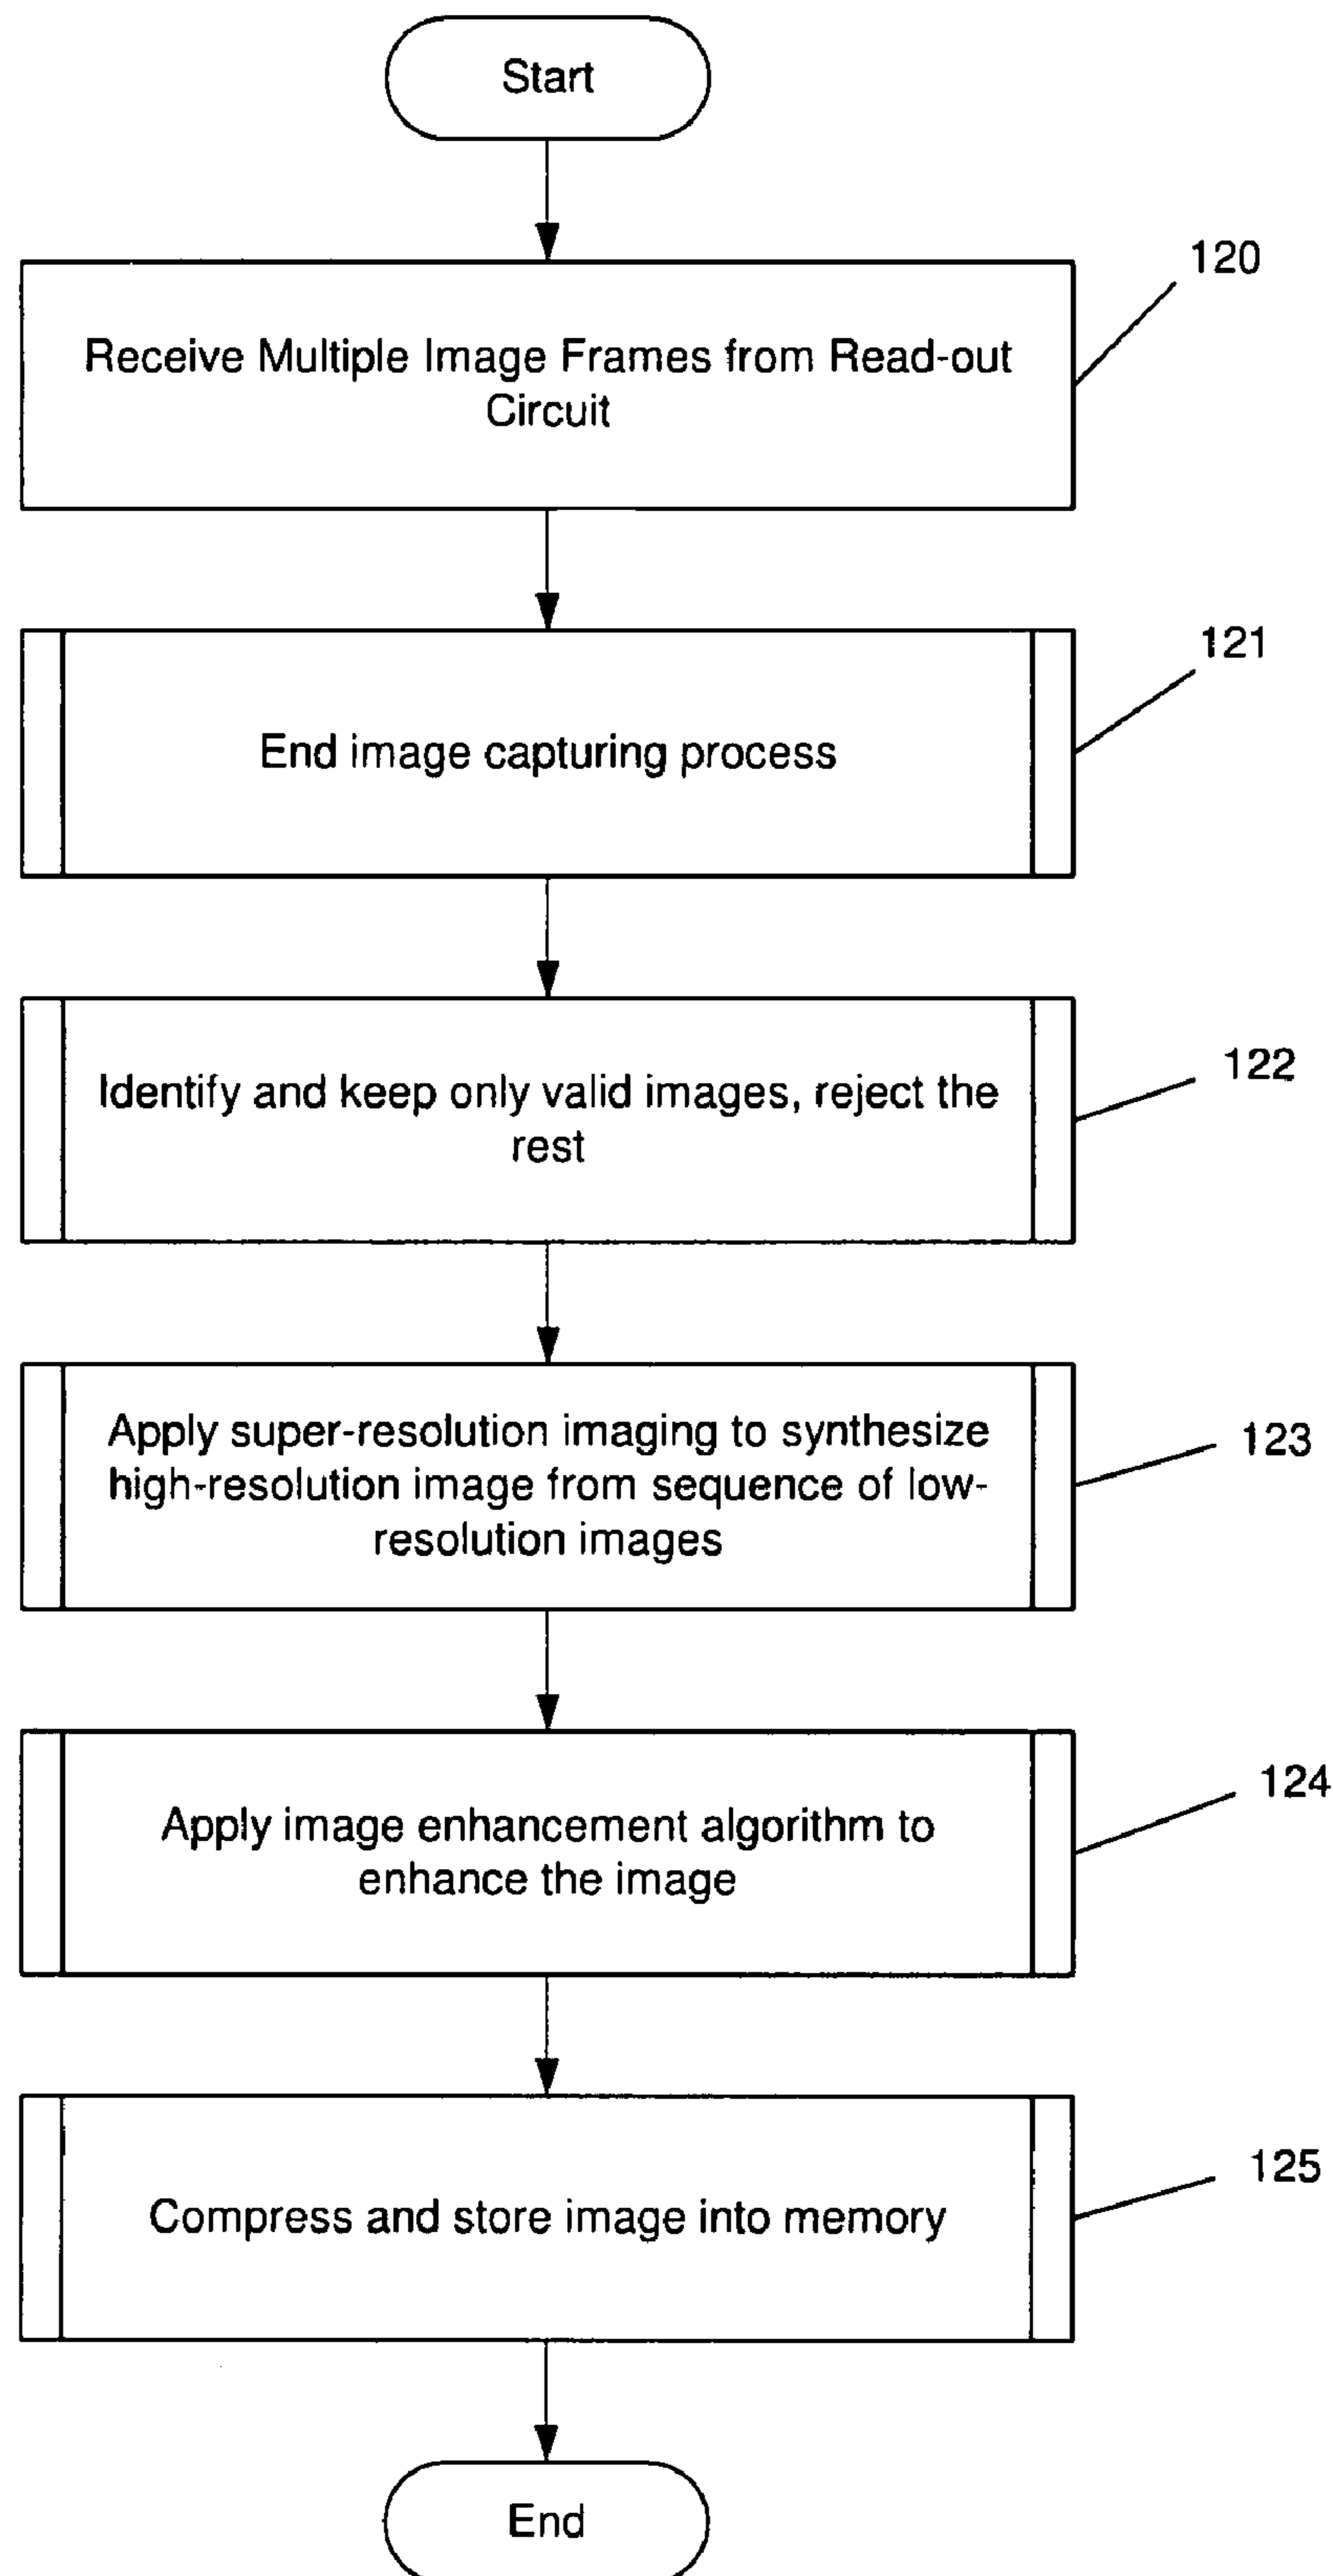 Start
120
Receive Multiple Image Frames from Read-out
Circuit
121
End image capturing process
122
Identify and keep only valid images, reject the
rest
123
Apply super-resolution imaging to synthesize
high-resolution image from sequence of low-
resolution images
124
Apply image enhancement algorithm to
enhance the image
125
Compress and store image into memory
End